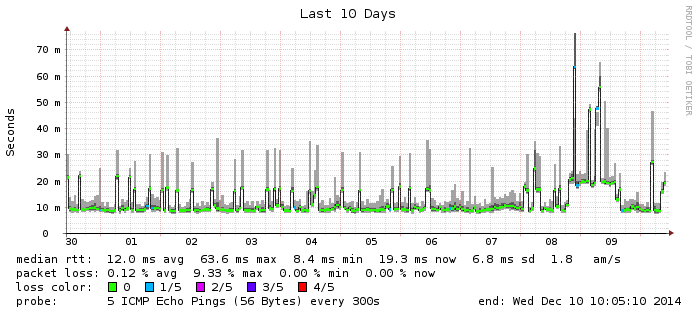 Last 10 Days
RRDTOOL / TOBI OETIKER
Seconds
70 m
60 m
50 m
40 m
30 m
20 m
10 m
0
30 01 02 03 04 05 06 07 08 09
median rtt: 12.0 ms avg 63.6 ms max 8.4 ms min 19.3 ms now 6.8 ms sd 1.8 am/s
packet loss: 0.12 % avg 9.33 % max 0.00 % min 0.00 % now
loss color: 0 1/5 2/5 3/5 4/5
probe: 5 ICMP Echo Pings (56 Bytes) every 300s end: Wed Dec 10 10:05:10 2014